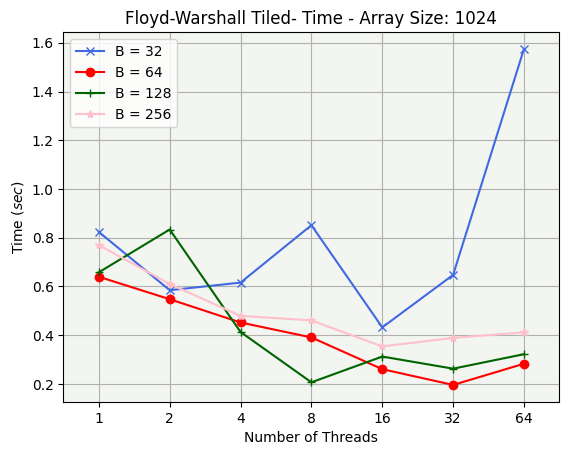 Floyd-Warshall Tiled- Time - Array Size: 1024
B = 32
B = 64
B = 128
B = 256
Time (sec)
1.6
1.4
1.2
1.0
0.8
0.6
0.4
0.2
1 2 4 8 16 32 64
Number of Threads